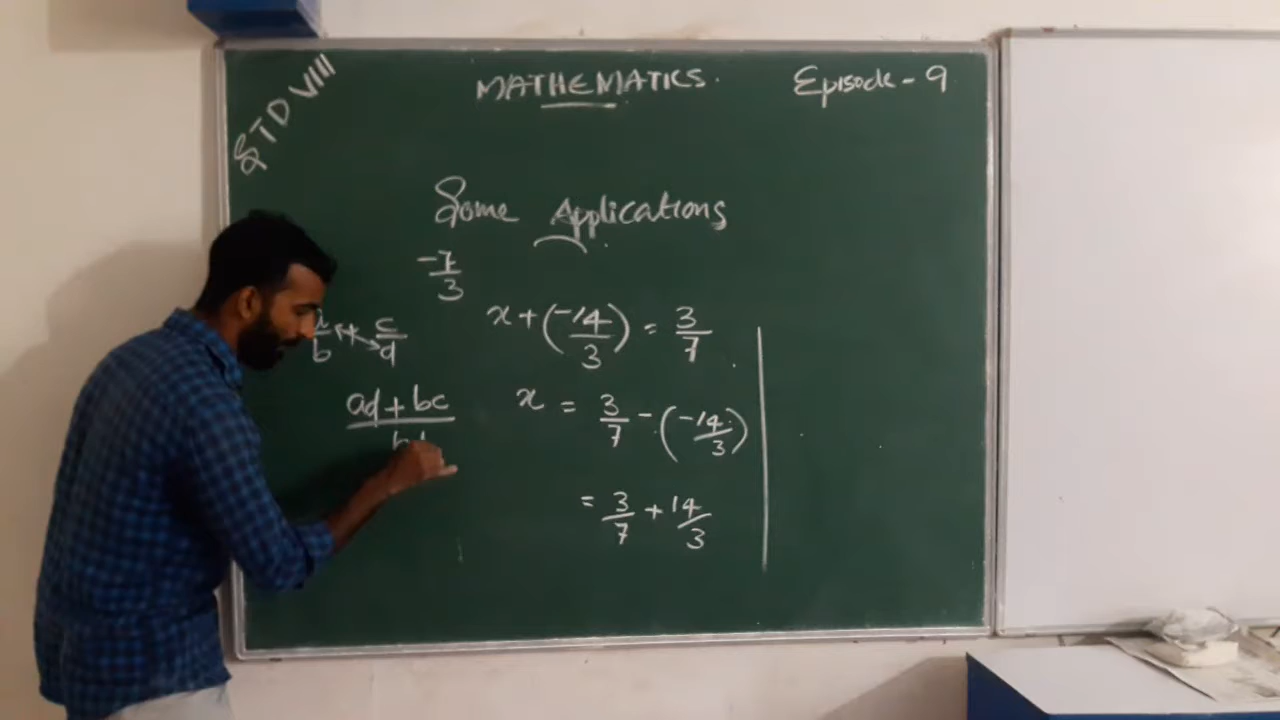 STD VIII
MATHEMATICS.
Episode - 9
Some Applications
-7/3
b + c/d
x + (-14/3) = 3/7
ad + bc
x = 3/7 - (-14/3)
= 3/7 + 14/3